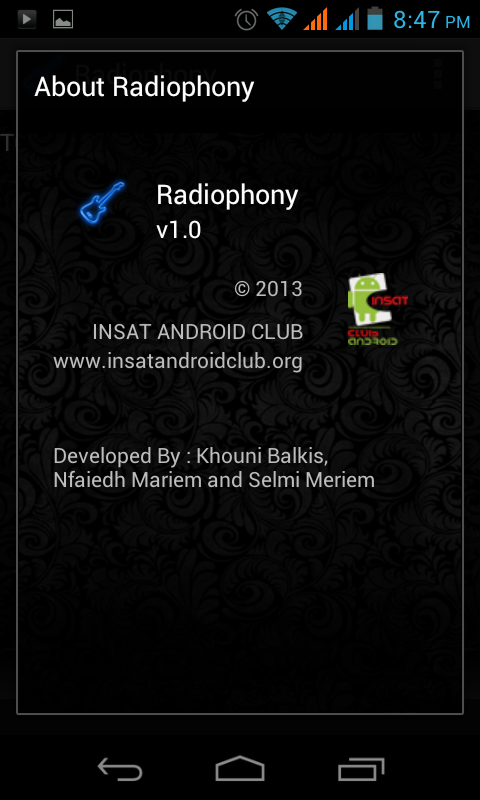 8:47 PM
About Radiophony
Radiophony
v1.0
© 2013
INSAT
CLUB
ANDROID
INSAT ANDROID CLUB
www.insatandroidclub.org
Developed By : Khouni Balkis,
Nfaiedh Mariem and Selmi Meriem